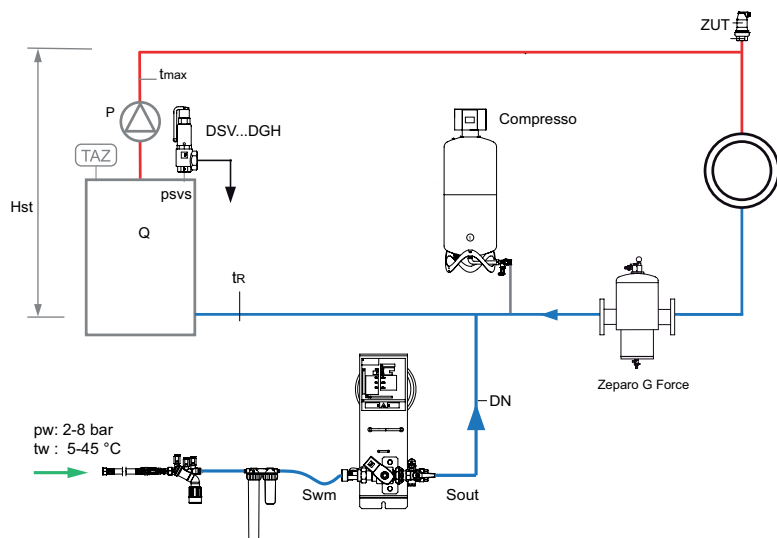 ZUT
tmax
P
DSV...DGH
Compresso
TAZ
psvs
Hst
Q
tR
Zeparo G Force
DN
pw: 2-8 bar
tw : 5-45 °C
Swm
Sout